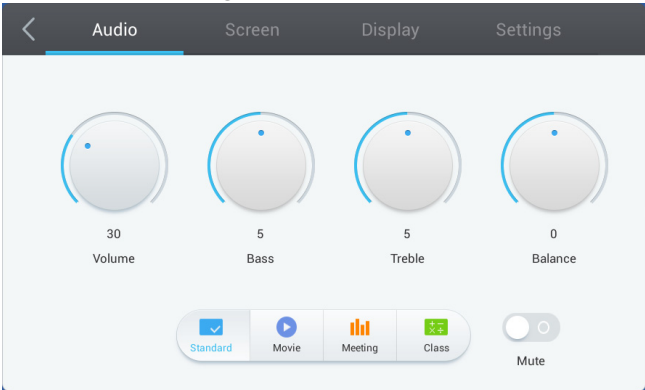 Audio Screen Display Settings
30 5 5 0
Volume Bass Treble Balance
Standard Movie Meeting Class
Mute